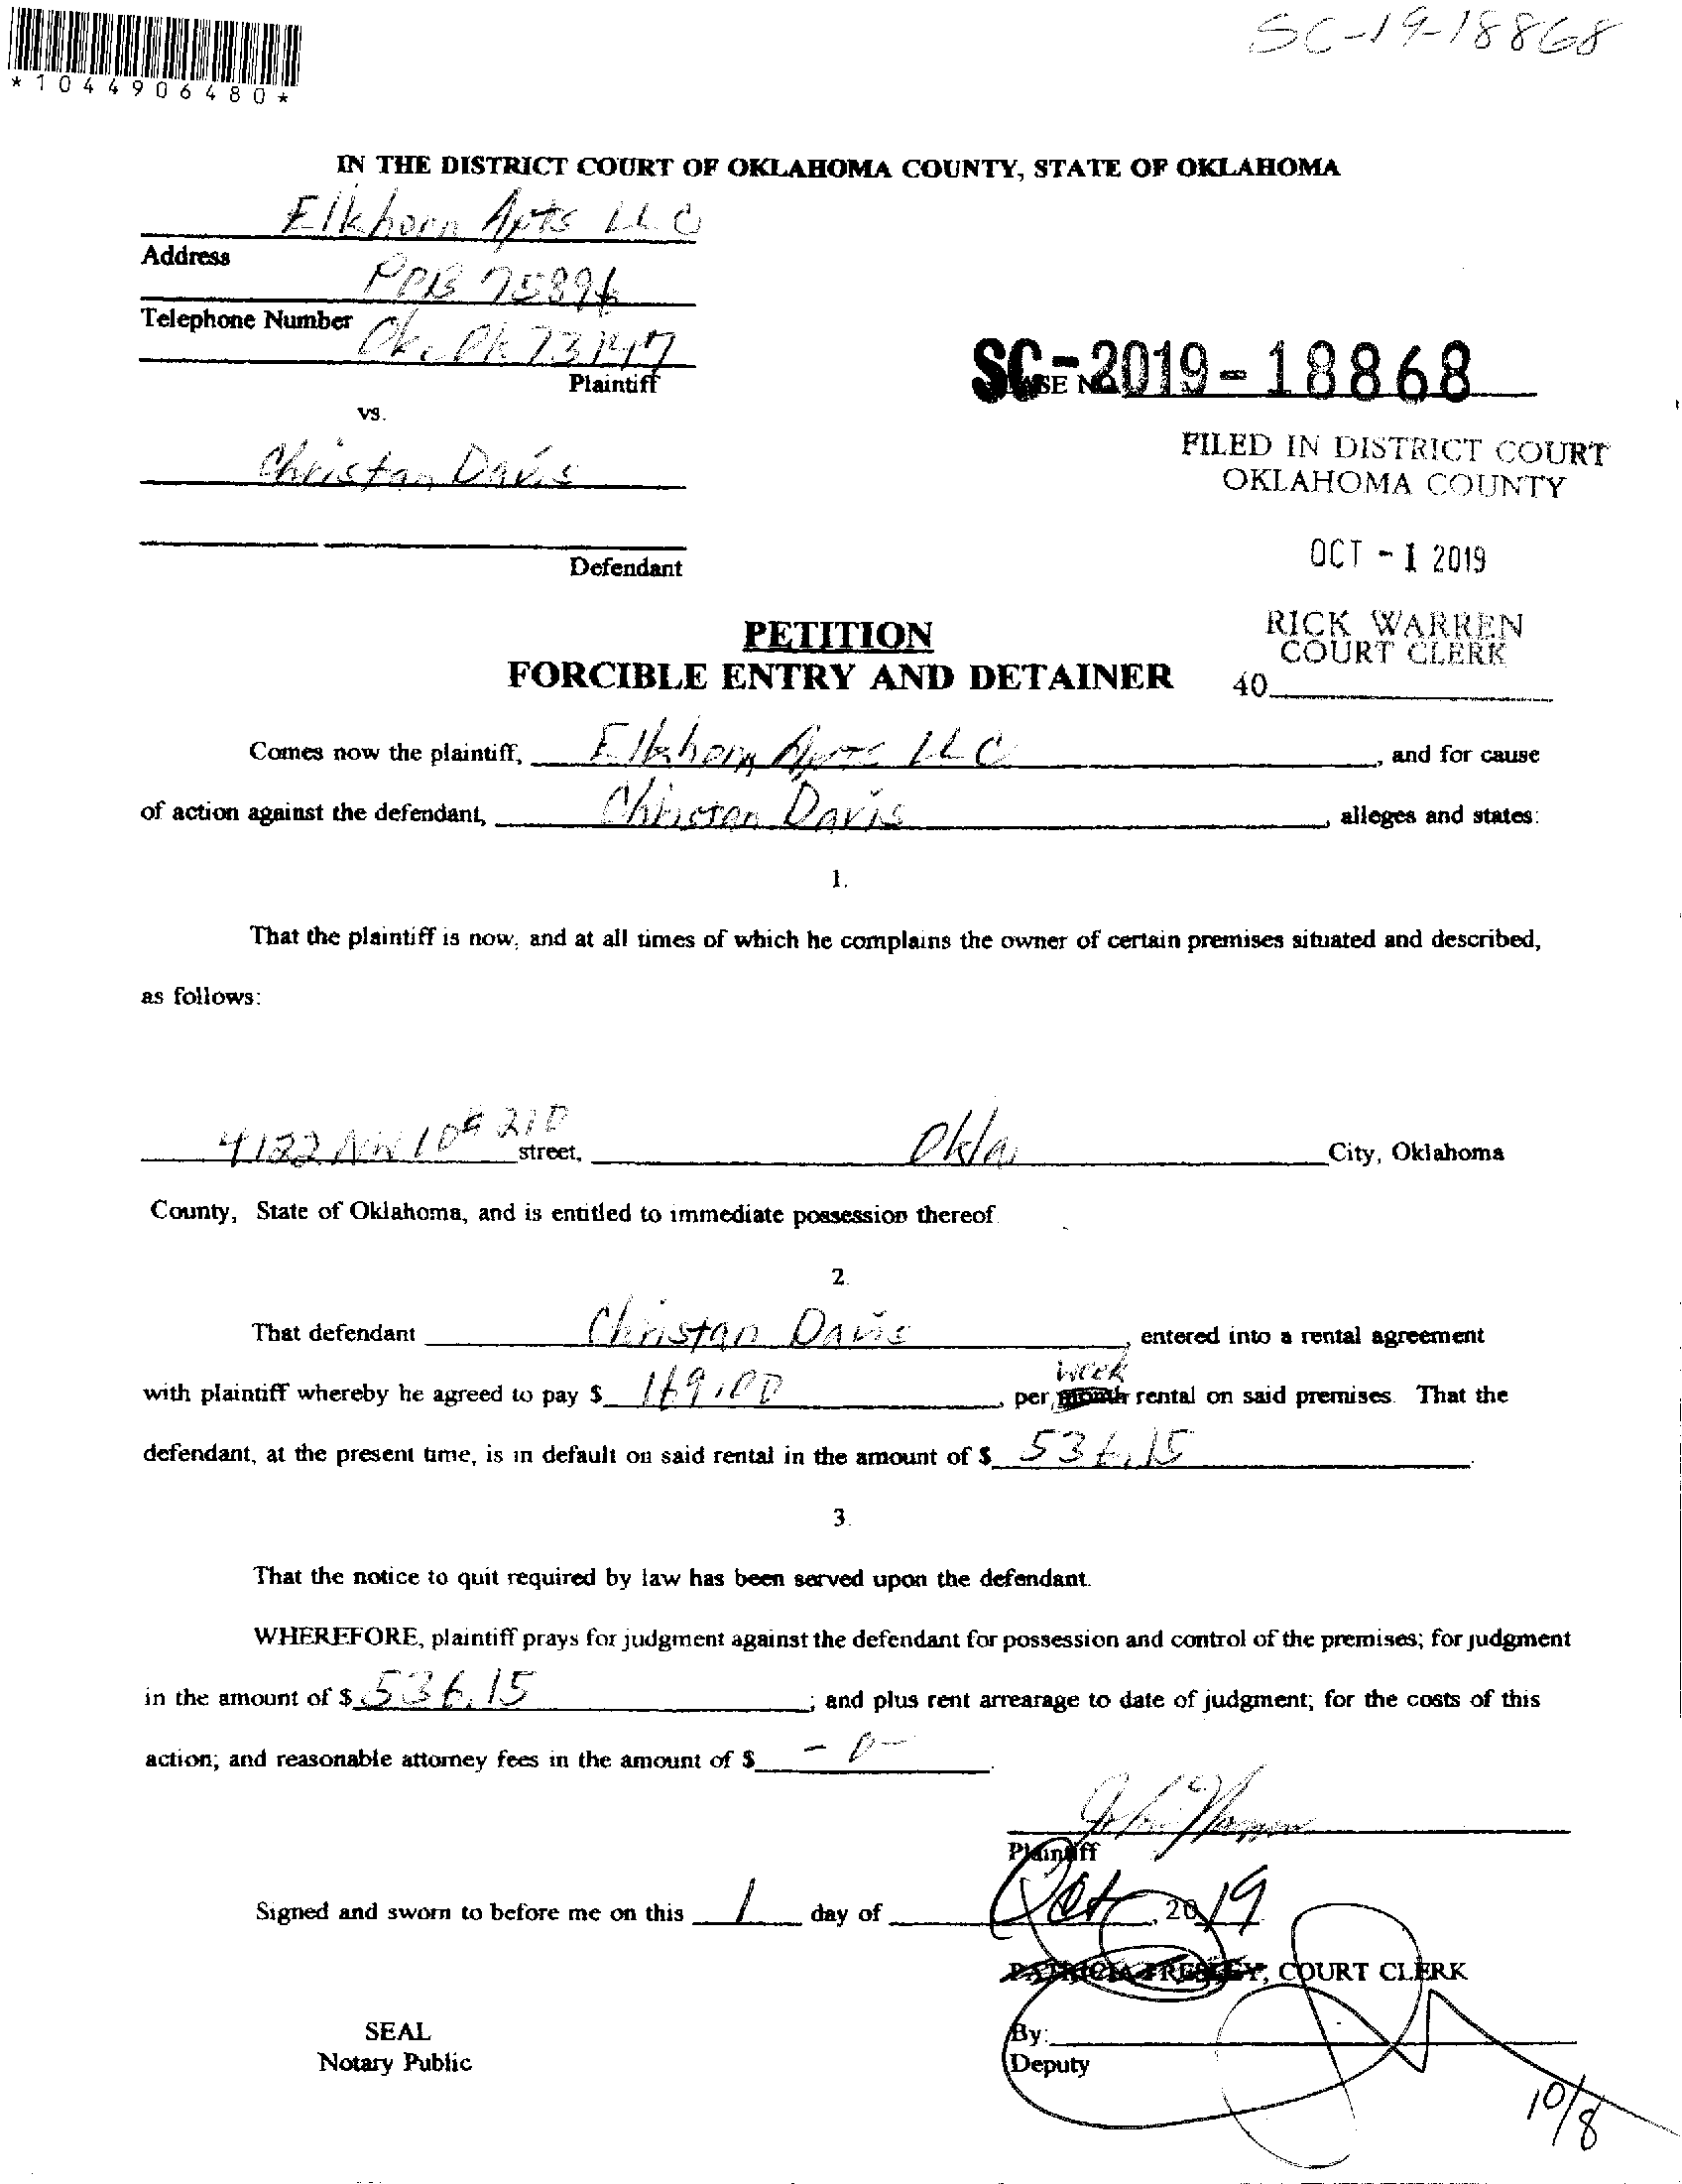 SC-19-18868
*1044906480*
IN THE DISTRICT COURT OF OKLAHOMA COUNTY, STATE OF OKLAHOMA
Elkhorn Apts LLC
Address
POB 75896
Telephone Number
Okc Ok 73147
Plaintiff
SC-2019-18868
vs.
Christan Davis
FILED IN DISTRICT COURT
OKLAHOMA COUNTY
OCT - 1 2019
Defendant
RICK WARREN
COURT CLERK
40
PETITION
FORCIBLE ENTRY AND DETAINER
Comes now the plaintiff, Elkhorn Apts LLC, and for cause
of action against the defendant, Christan Davis, alleges and states:
1.
That the plaintiff is now, and at all times of which he complains the owner of certain premises situated and described,
as follows:
4122 NW 10th 210 street, Okla City, Oklahoma
County, State of Oklahoma, and is entitled to immediate possession thereof.
2.
That defendant Christan Davis, entered into a rental agreement
week
with plaintiff whereby he agreed to pay $ 169.00, per month rental on said premises. That the
defendant, at the present time, is in default on said rental in the amount of $ 536.15.
3.
That the notice to quit required by law has been served upon the defendant.
WHEREFORE, plaintiff prays for judgment against the defendant for possession and control of the premises; for judgment
in the amount of $ 536.15; and plus rent arrearage to date of judgment; for the costs of this
action; and reasonable attorney fees in the amount of $ -0-.
Plaintiff
Signed and sworn to before me on this 1 day of Oct, 2019
PATRICIA PRESLEY, COURT CLERK
SEAL
Notary Public
By:
Deputy
10/8